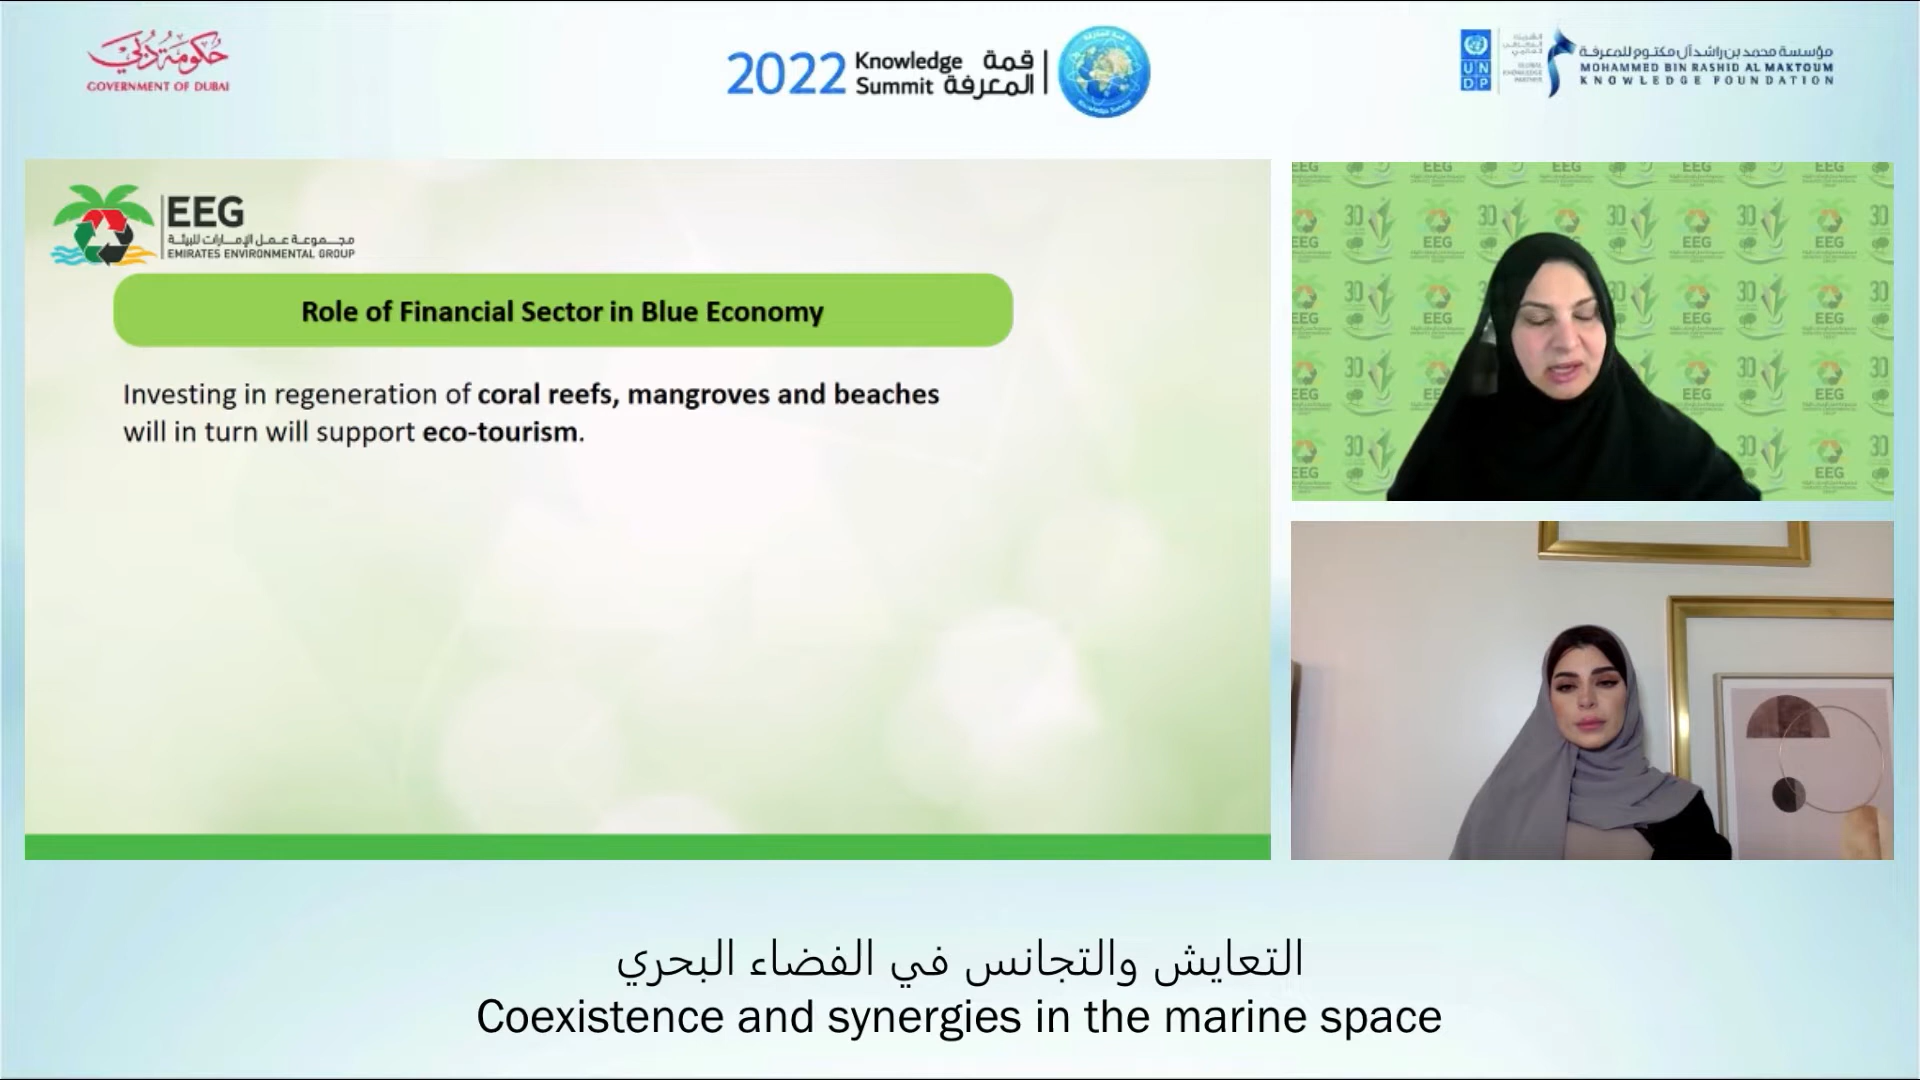 حكومة دبي
GOVERNMENT OF DUBAI
2022 Knowledge Summit
قمة المعرفة
UNDP
مؤسسة محمد بن راشد آل مكتوم للمعرفة
MOHAMMED BIN RASHID AL MAKTOUM
KNOWLEDGE FOUNDATION
EEG
مجموعة عمل الإمارات للبيئة
EMIRATES ENVIRONMENTAL GROUP
Role of Financial Sector in Blue Economy
Investing in regeneration of coral reefs, mangroves and beaches
will in turn will support eco-tourism.
التعايش والتجانس في الفضاء البحري
Coexistence and synergies in the marine space